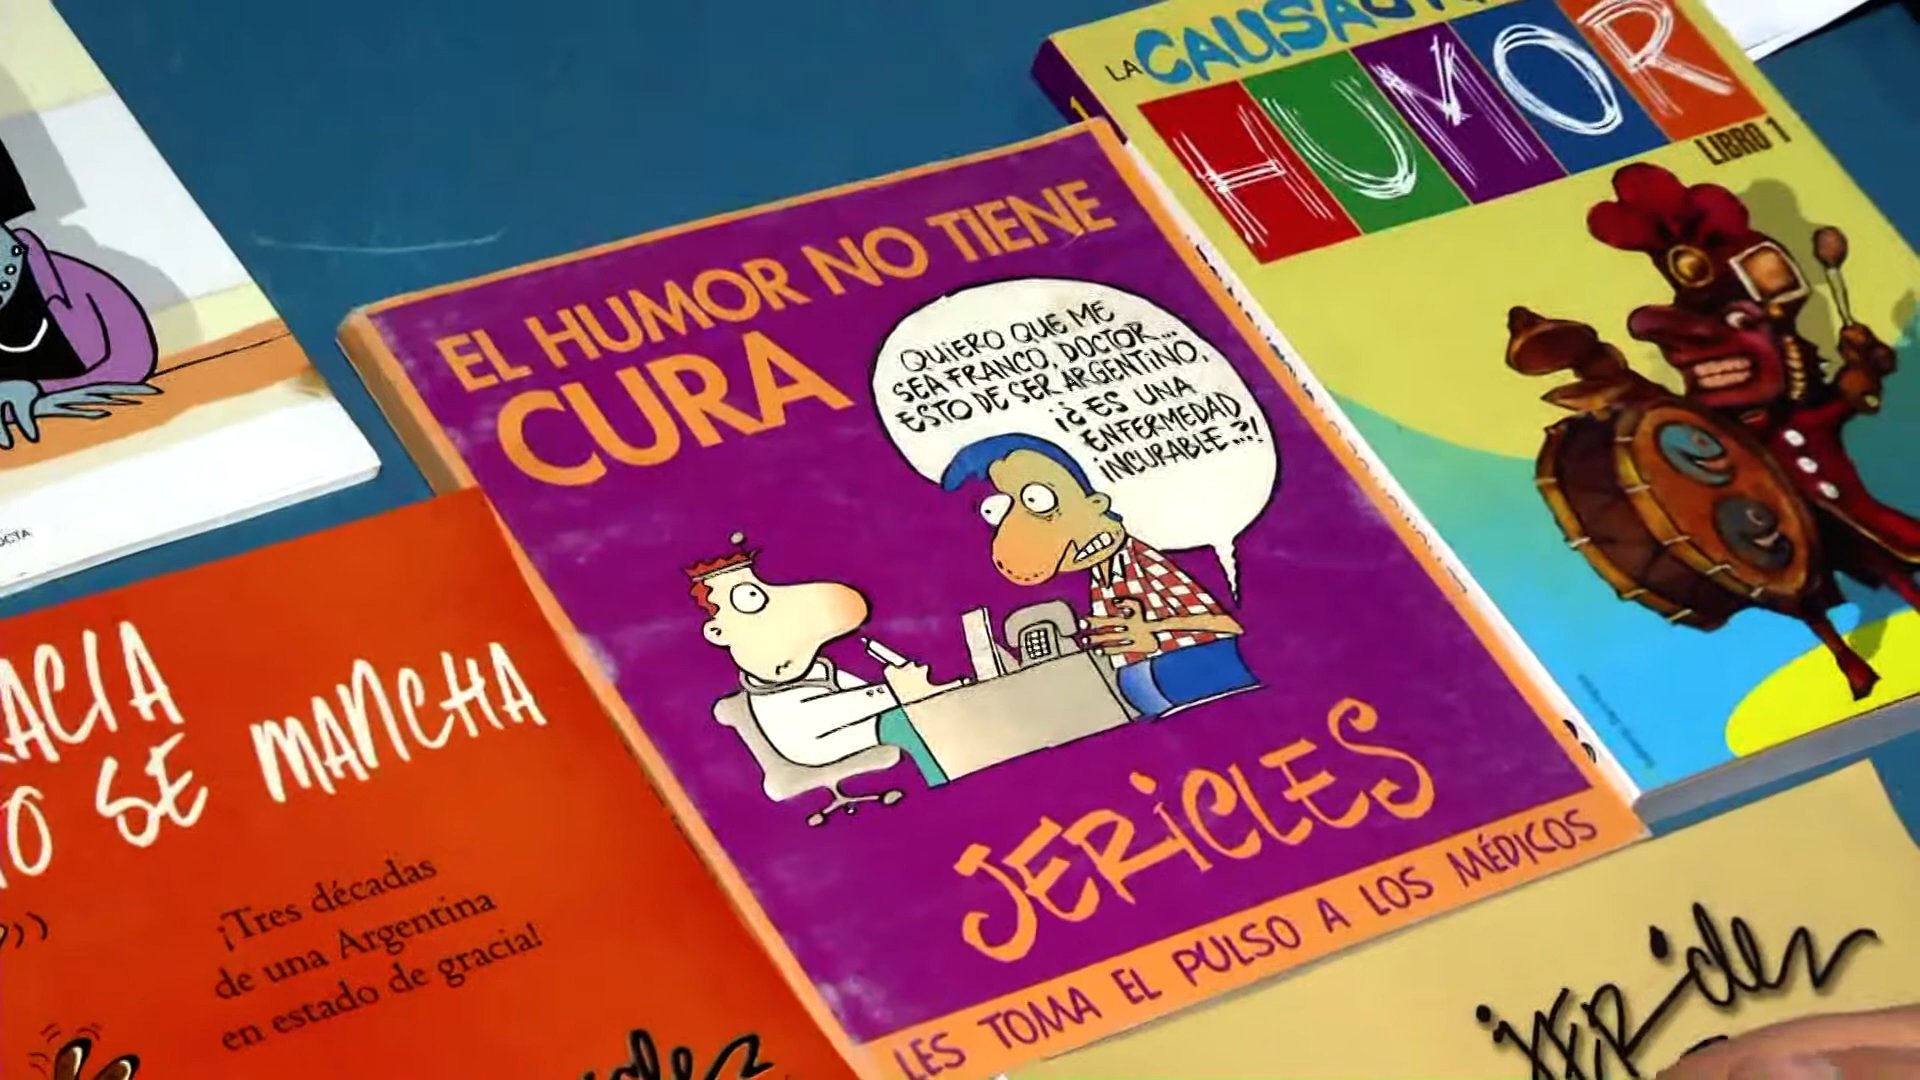 LA CAUSA
HUMOR
LIBRO 1
EL HUMOR NO TIENE
CURA
QUIERO QUE ME
SEA FRANCO, DOCTOR...
ESTO DE SER ARGENTINO,
¡¿ES UNA
ENFERMEDAD
INCURABLE..?!
JERiCLES
LES TOMA EL PULSO A LOS MÉDICOS
SE MANCHA
¡Tres décadas
de una Argentina
en estado de gracia!